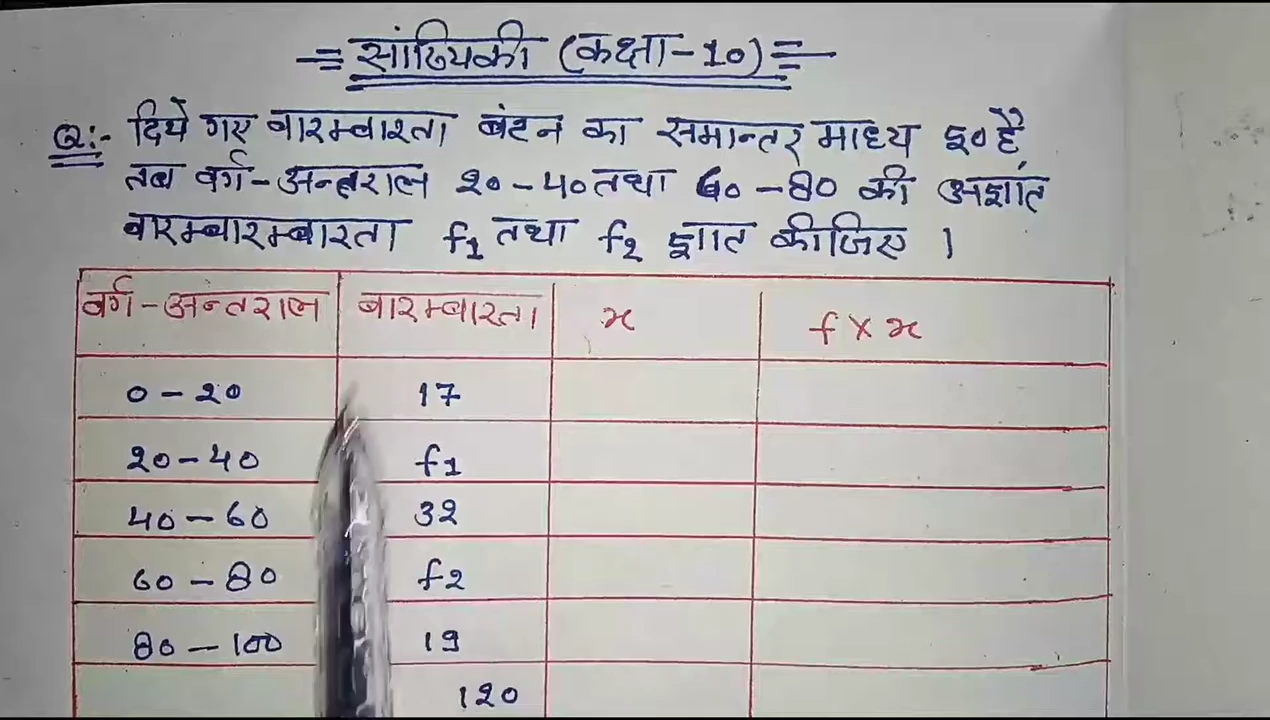 सांख्यिकी (कक्षा-10)
Q:- दिये गए बारम्बारता बंटन का समान्तर माध्य 50 है,
तब वर्ग-अन्तराल 20-40 तथा 60-80 की अज्ञात
बारम्बारम्बारता f1 तथा f2 ज्ञात कीजिए ।
वर्ग-अन्तराल बारम्बारता x f X x
0-20 17
20-40 f1
40-60 32
60-80 f2
80-100 19
120